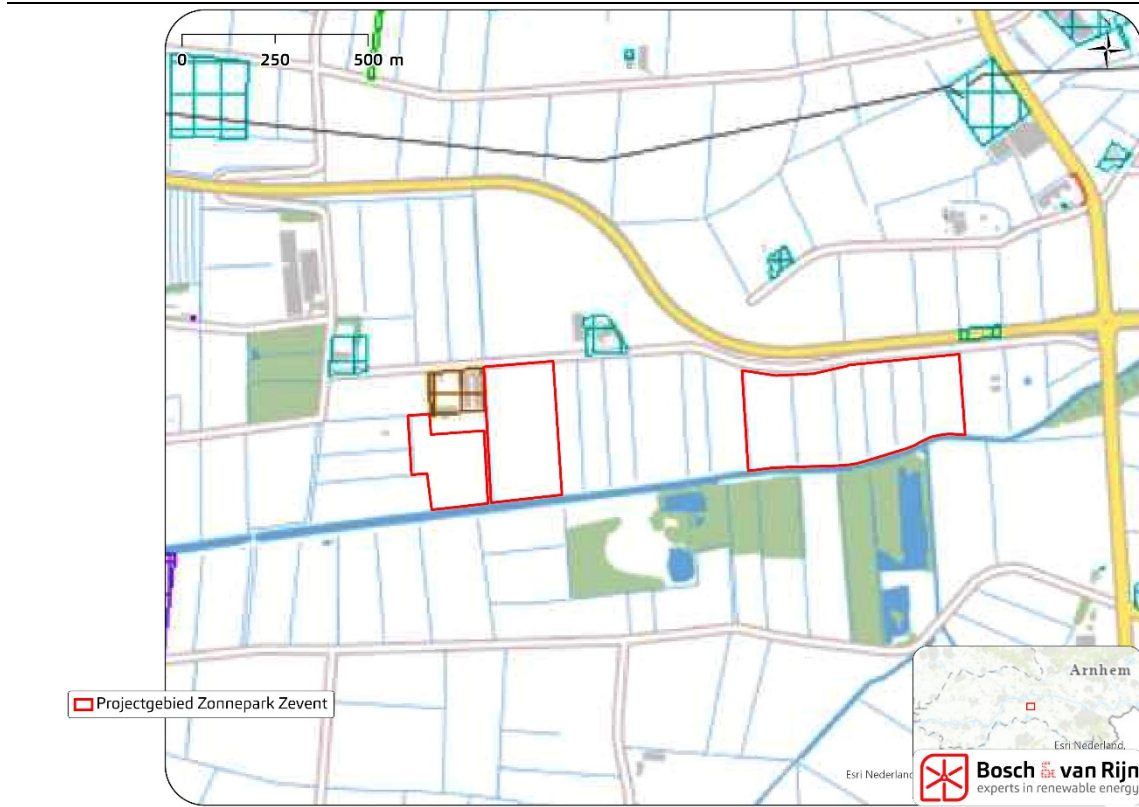 0 250 500 m
Projectgebied Zonnepark Zevent
Arnhem
Esri Nederland,
Esri Nederland
Bosch & van Rijn
experts in renewable energy